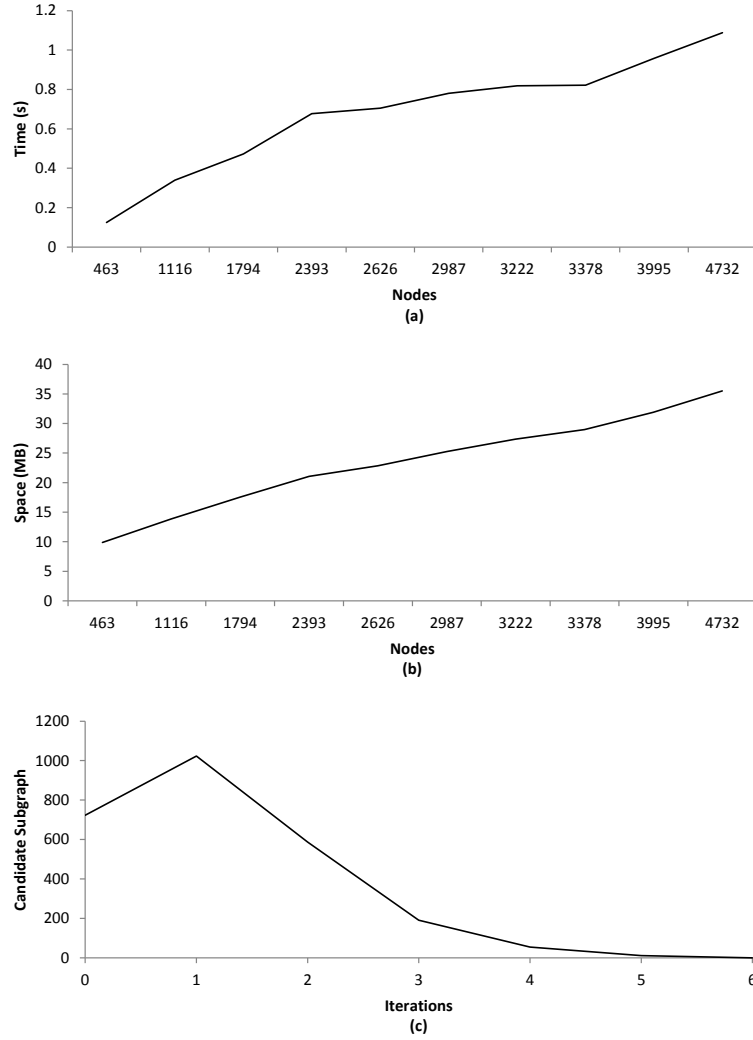 1.2
1
0.8
0.6
0.4
0.2
0
Time (s)
463 1116 1794 2393 2626 2987 3222 3378 3995 4732
Nodes
(a)
40
35
30
25
20
15
10
5
0
Space (MB)
463 1116 1794 2393 2626 2987 3222 3378 3995 4732
Nodes
(b)
1200
1000
800
600
400
200
0
Candidate Subgraph
0 1 2 3 4 5 6
Iterations
(c)